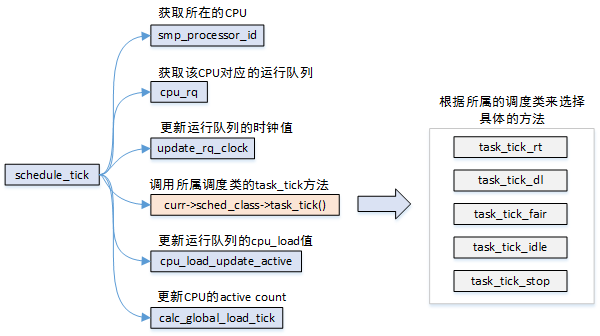 获取所在的CPU
smp_processor_id
获取该CPU对应的运行队列
cpu_rq
更新运行队列的时钟值
update_rq_clock
schedule_tick
调用所属调度类的task_tick方法
curr->sched_class->task_tick()
更新运行队列的cpu_load值
cpu_load_update_active
更新CPU的active count
calc_global_load_tick
根据所属的调度类来选择
具体的方法
task_tick_rt
task_tick_dl
task_tick_fair
task_tick_idle
task_tick_stop